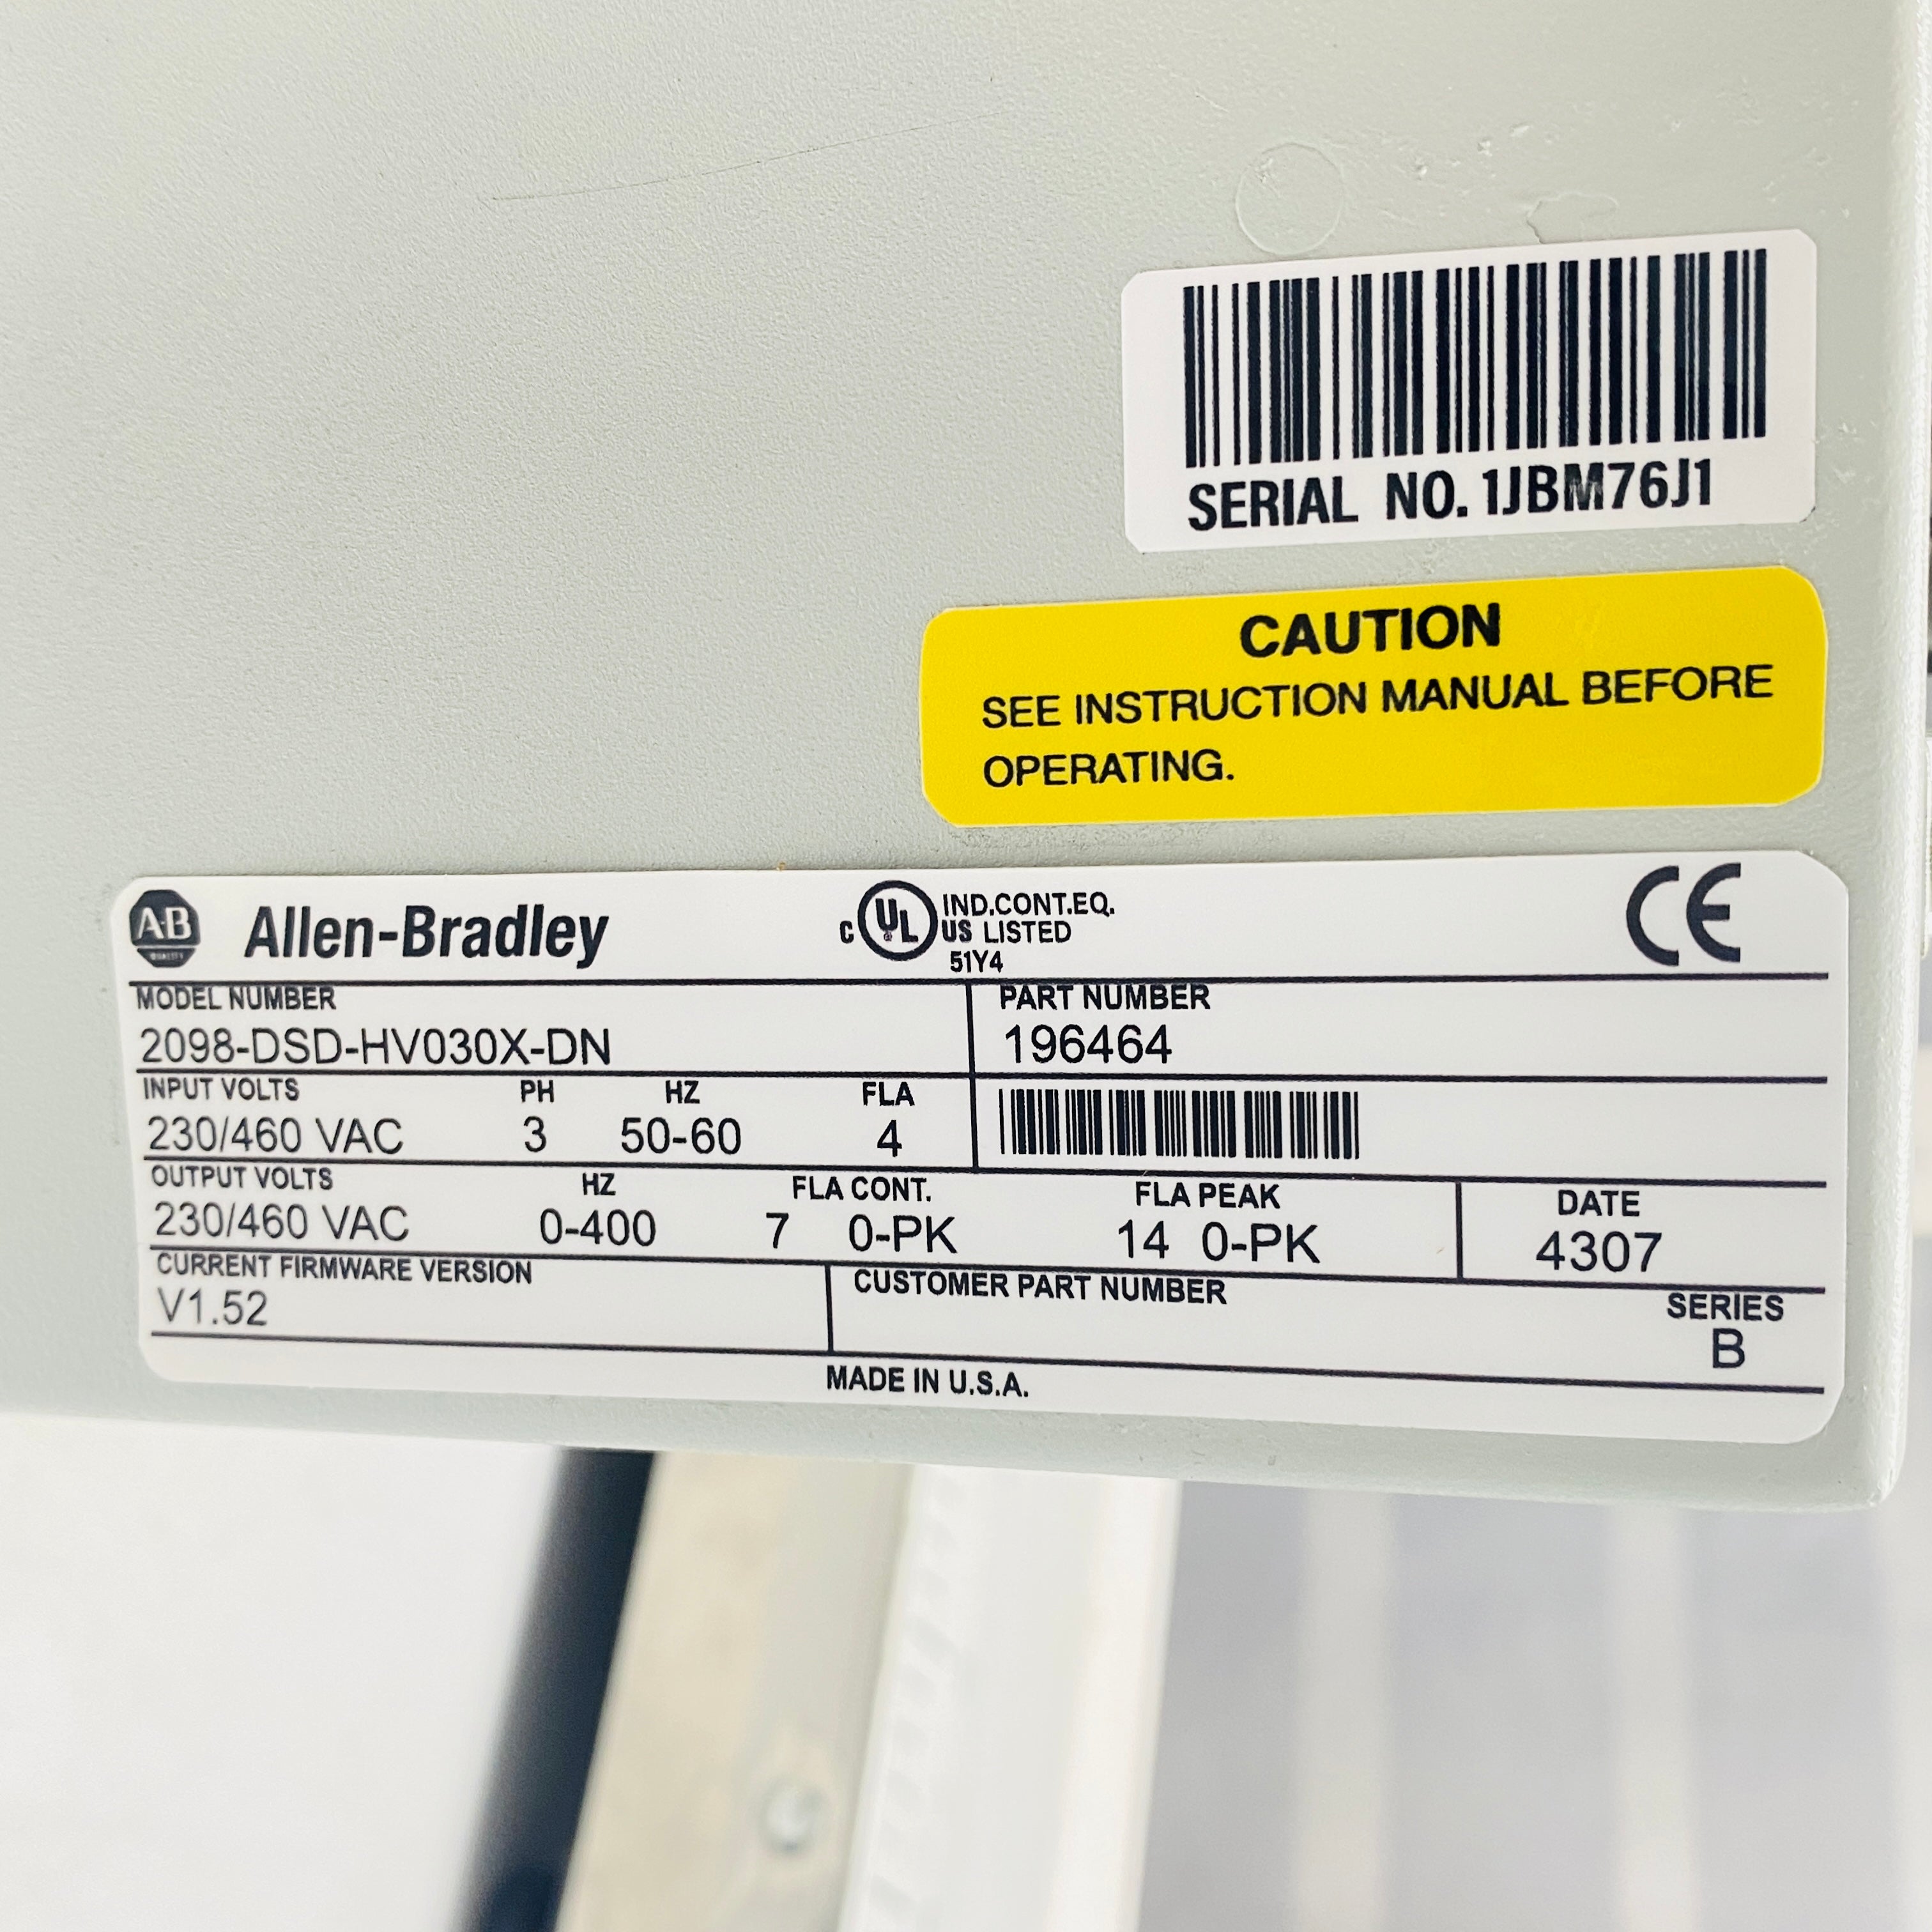 SERIAL NO. 1JBM76J1
CAUTION
SEE INSTRUCTION MANUAL BEFORE
OPERATING.
A-B
QUALITY
Allen-Bradley
C UL US IND.CONT.EQ.
LISTED
51Y4
CE
MODEL NUMBER
2098-DSD-HV030X-DN
PART NUMBER
196464
INPUT VOLTS PH HZ FLA
230/460 VAC 3 50-60 4
OUTPUT VOLTS HZ FLA CONT. FLA PEAK DATE
230/460 VAC 0-400 7 0-PK 14 0-PK 4307
CURRENT FIRMWARE VERSION
V1.52
CUSTOMER PART NUMBER
SERIES
B
MADE IN U.S.A.